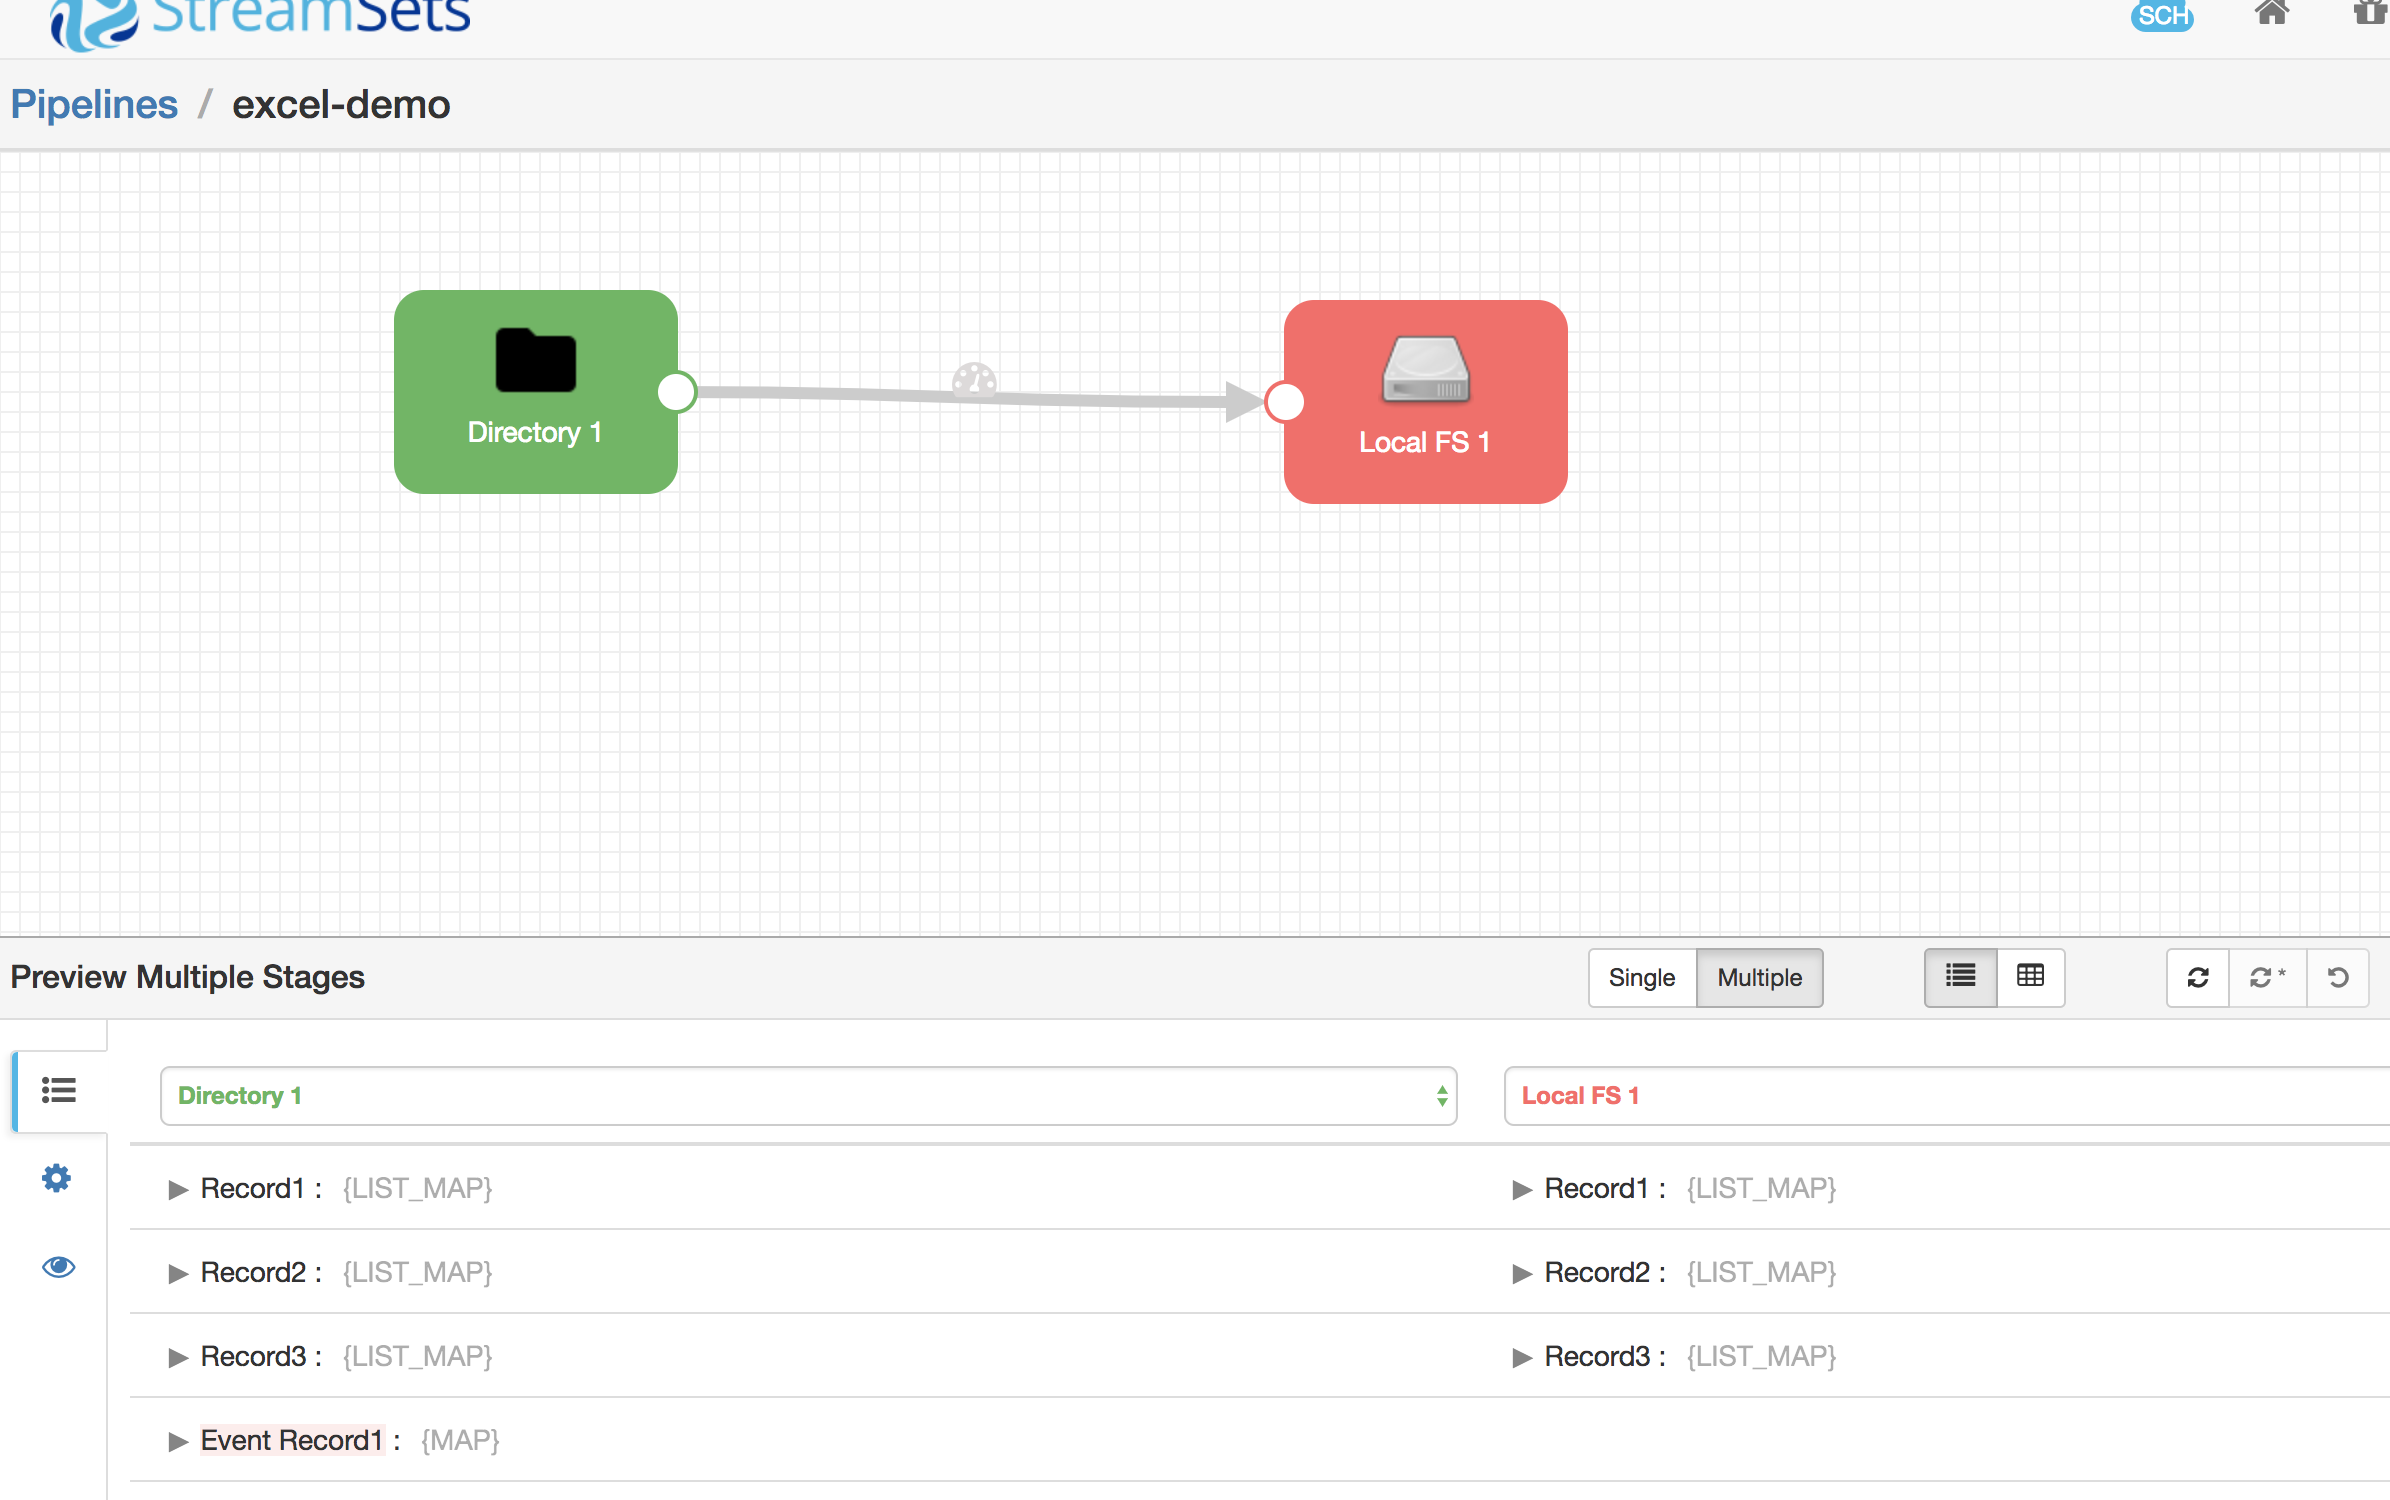 StreamSets
SCH
Pipelines / excel-demo
Directory 1
Local FS 1
Preview Multiple Stages
Single
Multiple
*
Directory 1
Local FS 1
Record1 : {LIST_MAP}
Record1 : {LIST_MAP}
Record2 : {LIST_MAP}
Record2 : {LIST_MAP}
Record3 : {LIST_MAP}
Record3 : {LIST_MAP}
Event Record1 : {MAP}